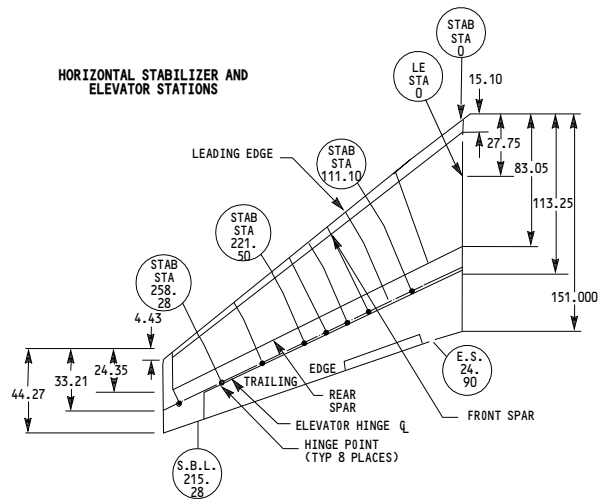 STAB
STA
0
HORIZONTAL STABILIZER AND
ELEVATOR STATIONS
LE
STA
0
15.10
27.75
83.05
113.25
151.000
LEADING EDGE
STAB
STA
111.10
STAB
STA
221.
50
STAB
STA
258.
28
4.43
24.35
33.21
44.27
TRAILING
EDGE
REAR
SPAR
E.S.
24.
90
FRONT SPAR
ELEVATOR HINGE ℄
HINGE POINT
(TYP 8 PLACES)
S.B.L.
215.
28